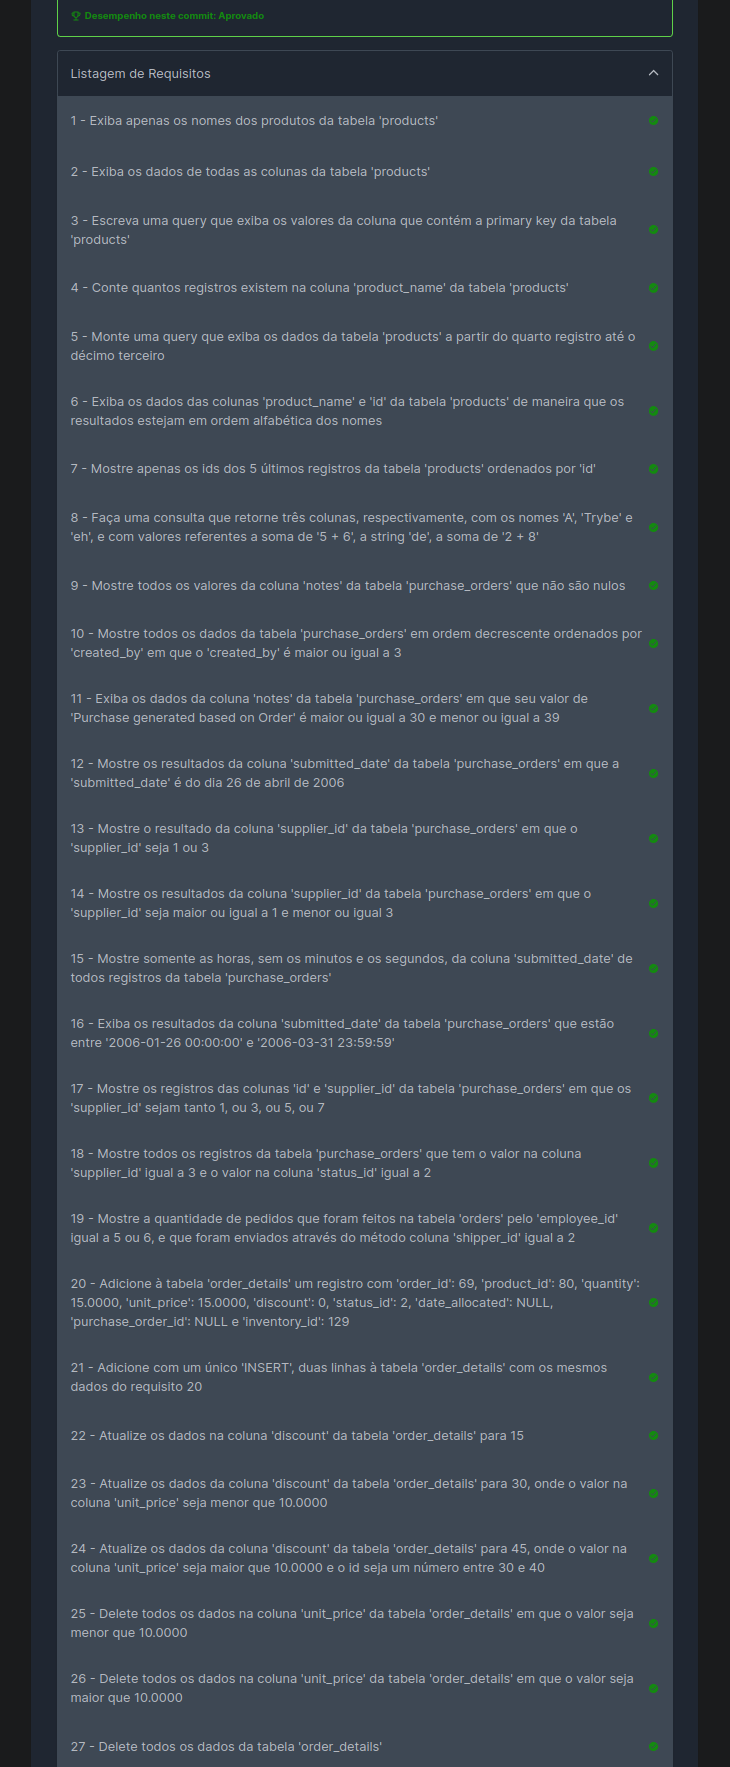 Desempenho neste commit: Aprovado
Listagem de Requisitos
1 - Exiba apenas os nomes dos produtos da tabela 'products'
2 - Exiba os dados de todas as colunas da tabela 'products'
3 - Escreva uma query que exiba os valores da coluna que contém a primary key da tabela
'products'
4 - Conte quantos registros existem na coluna 'product_name' da tabela 'products'
5 - Monte uma query que exiba os dados da tabela 'products' a partir do quarto registro até o
décimo terceiro
6 - Exiba os dados das colunas 'product_name' e 'id' da tabela 'products' de maneira que os
resultados estejam em ordem alfabética dos nomes
7 - Mostre apenas os ids dos 5 últimos registros da tabela 'products' ordenados por 'id'
8 - Faça uma consulta que retorne três colunas, respectivamente, com os nomes 'A', 'Trybe' e
'eh', e com valores referentes a soma de '5 + 6', a string 'de', a soma de '2 + 8'
9 - Mostre todos os valores da coluna 'notes' da tabela 'purchase_orders' que não são nulos
10 - Mostre todos os dados da tabela 'purchase_orders' em ordem decrescente ordenados por
'created_by' em que o 'created_by' é maior ou igual a 3
11 - Exiba os dados da coluna 'notes' da tabela 'purchase_orders' em que seu valor de
'Purchase generated based on Order' é maior ou igual a 30 e menor ou igual a 39
12 - Mostre os resultados da coluna 'submitted_date' da tabela 'purchase_orders' em que a
'submitted_date' é do dia 26 de abril de 2006
13 - Mostre o resultado da coluna 'supplier_id' da tabela 'purchase_orders' em que o
'supplier_id' seja 1 ou 3
14 - Mostre os resultados da coluna 'supplier_id' da tabela 'purchase_orders' em que o
'supplier_id' seja maior ou igual a 1 e menor ou igual 3
15 - Mostre somente as horas, sem os minutos e os segundos, da coluna 'submitted_date' de
todos registros da tabela 'purchase_orders'
16 - Exiba os resultados da coluna 'submitted_date' da tabela 'purchase_orders' que estão
entre '2006-01-26 00:00:00' e '2006-03-31 23:59:59'
17 - Mostre os registros das colunas 'id' e 'supplier_id' da tabela 'purchase_orders' em que os
'supplier_id' sejam tanto 1, ou 3, ou 5, ou 7
18 - Mostre todos os registros da tabela 'purchase_orders' que tem o valor na coluna
'supplier_id' igual a 3 e o valor na coluna 'status_id' igual a 2
19 - Mostre a quantidade de pedidos que foram feitos na tabela 'orders' pelo 'employee_id'
igual a 5 ou 6, e que foram enviados através do método coluna 'shipper_id' igual a 2
20 - Adicione à tabela 'order_details' um registro com 'order_id': 69, 'product_id': 80, 'quantity':
15.0000, 'unit_price': 15.0000, 'discount': 0, 'status_id': 2, 'date_allocated': NULL,
'purchase_order_id': NULL e 'inventory_id': 129
21 - Adicione com um único 'INSERT', duas linhas à tabela 'order_details' com os mesmos
dados do requisito 20
22 - Atualize os dados na coluna 'discount' da tabela 'order_details' para 15
23 - Atualize os dados da coluna 'discount' da tabela 'order_details' para 30, onde o valor na
coluna 'unit_price' seja menor que 10.0000
24 - Atualize os dados da coluna 'discount' da tabela 'order_details' para 45, onde o valor na
coluna 'unit_price' seja maior que 10.0000 e o id seja um número entre 30 e 40
25 - Delete todos os dados na coluna 'unit_price' da tabela 'order_details' em que o valor seja
menor que 10.0000
26 - Delete todos os dados na coluna 'unit_price' da tabela 'order_details' em que o valor seja
maior que 10.0000
27 - Delete todos os dados da tabela 'order_details'